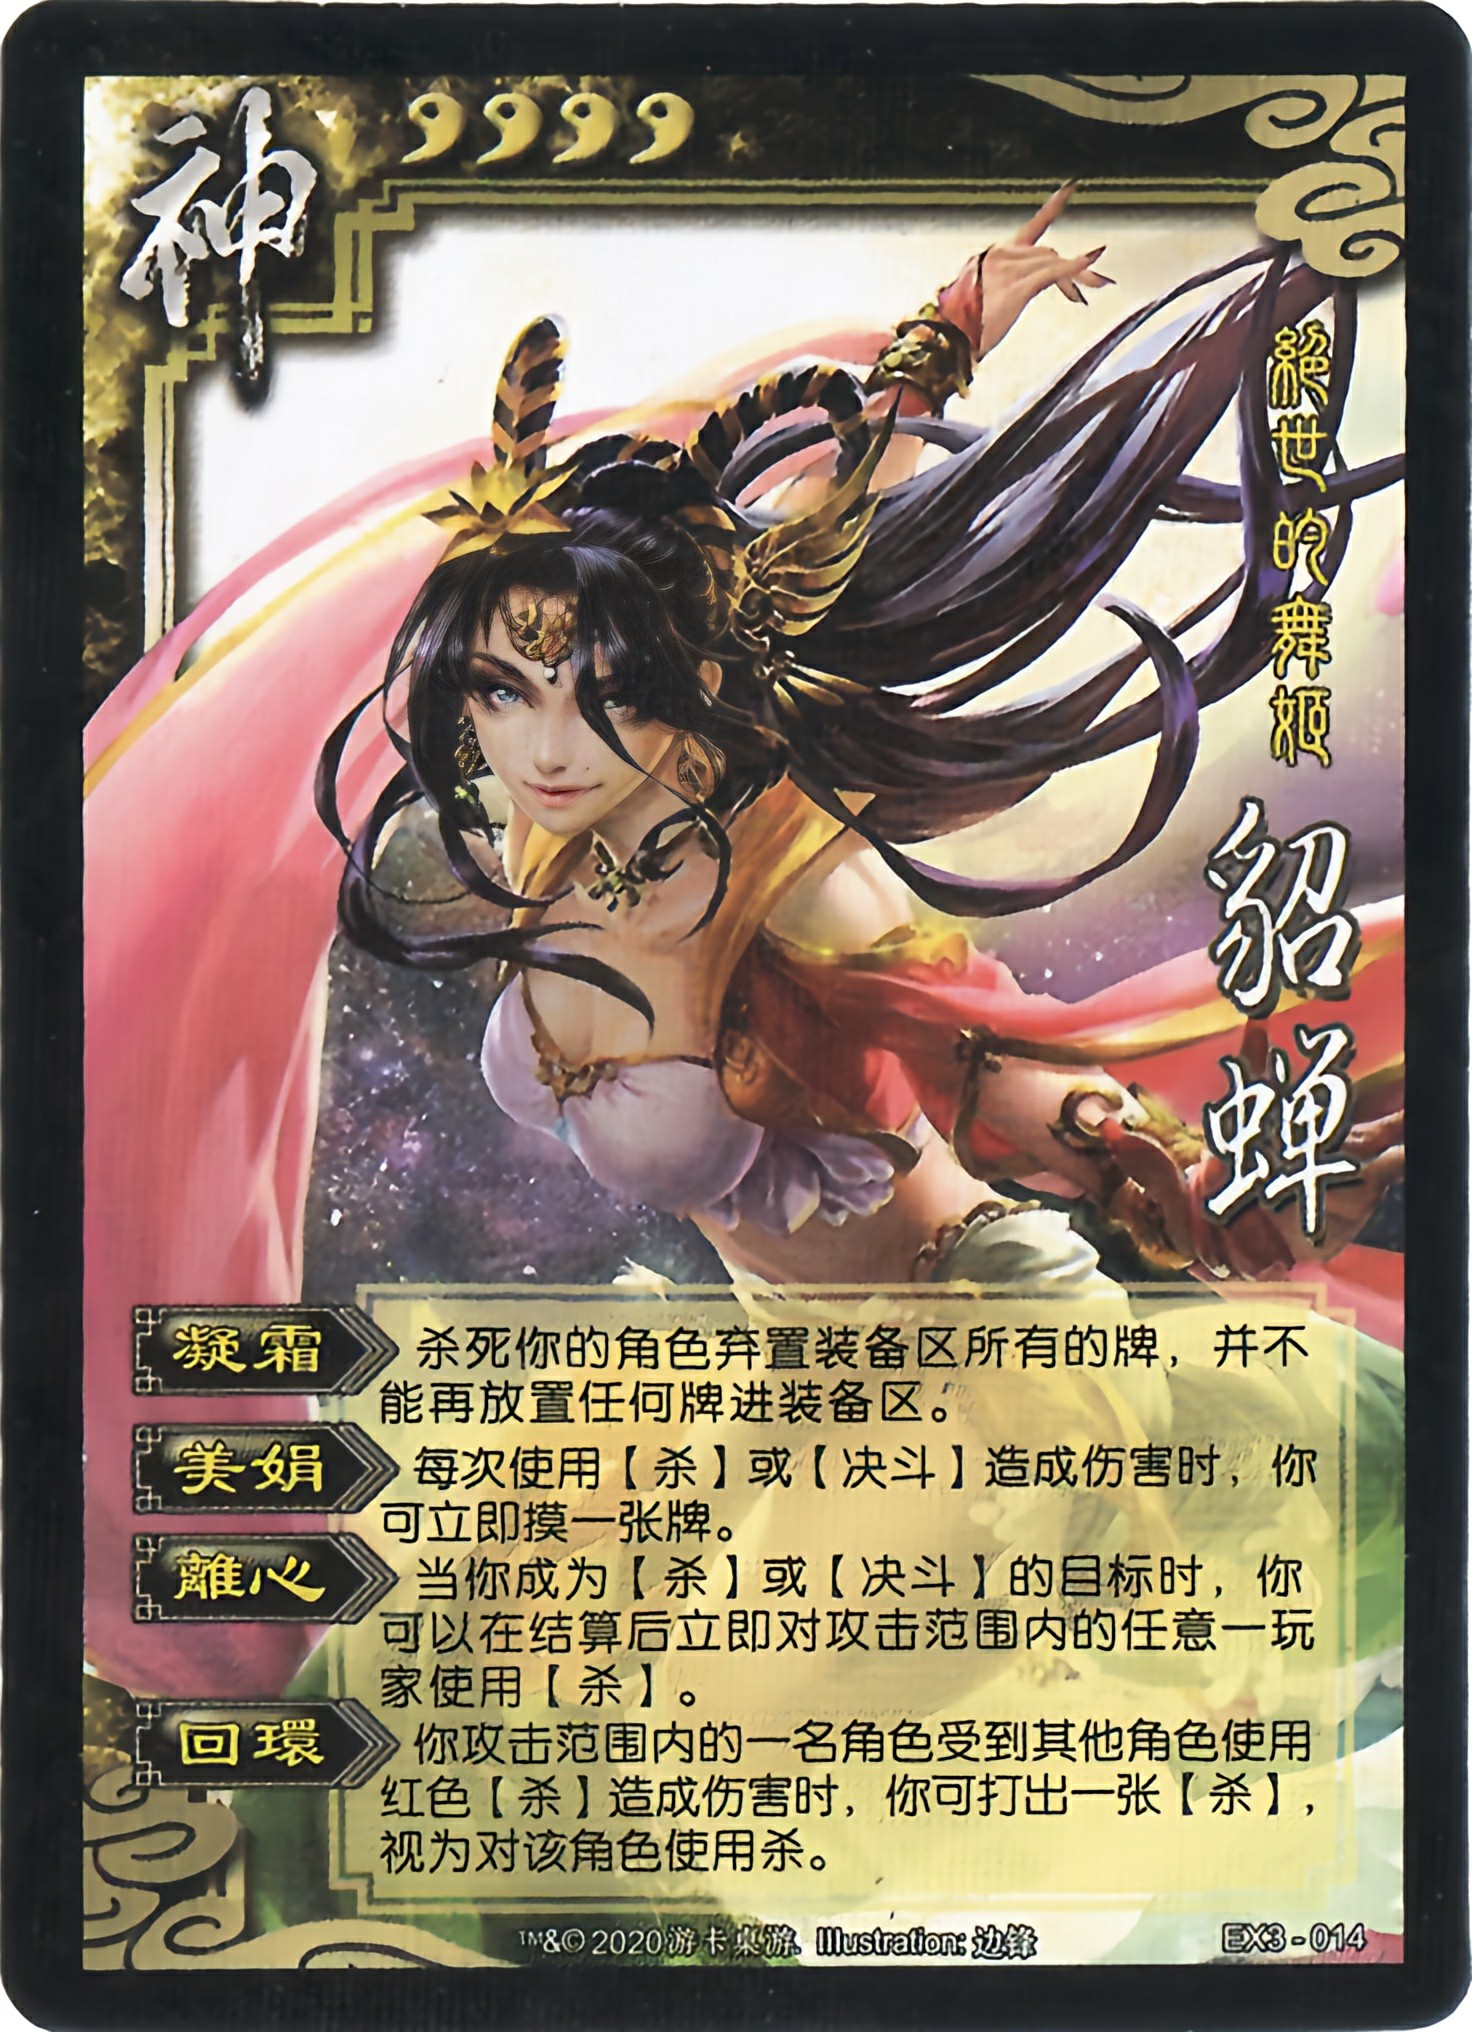 神
絕世的舞姬
貂蝉
凝霜
杀死你的角色弃置装备区所有的牌，并不
能再放置任何牌进装备区。
美娟
每次使用【杀】或【决斗】造成伤害时，你
可立即摸一张牌。
離心
当你成为【杀】或【决斗】的目标时，你
可以在结算后立即对攻击范围内的任意一玩
家使用【杀】。
回環
你攻击范围内的一名角色受到其他角色使用
红色【杀】造成伤害时，你可打出一张【杀】，
视为对该角色使用杀。
™&© 2020游卡桌游. Illustration: 边锋
EX3-014